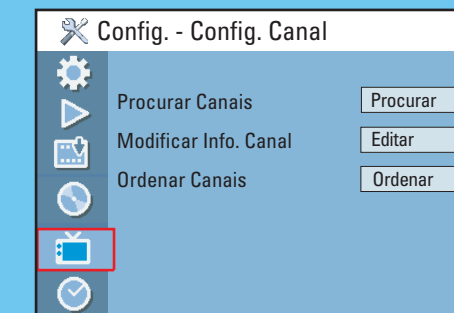 Config. - Config. Canal
Procurar Canais Procurar
Modificar Info. Canal Editar
Ordenar Canais Ordenar